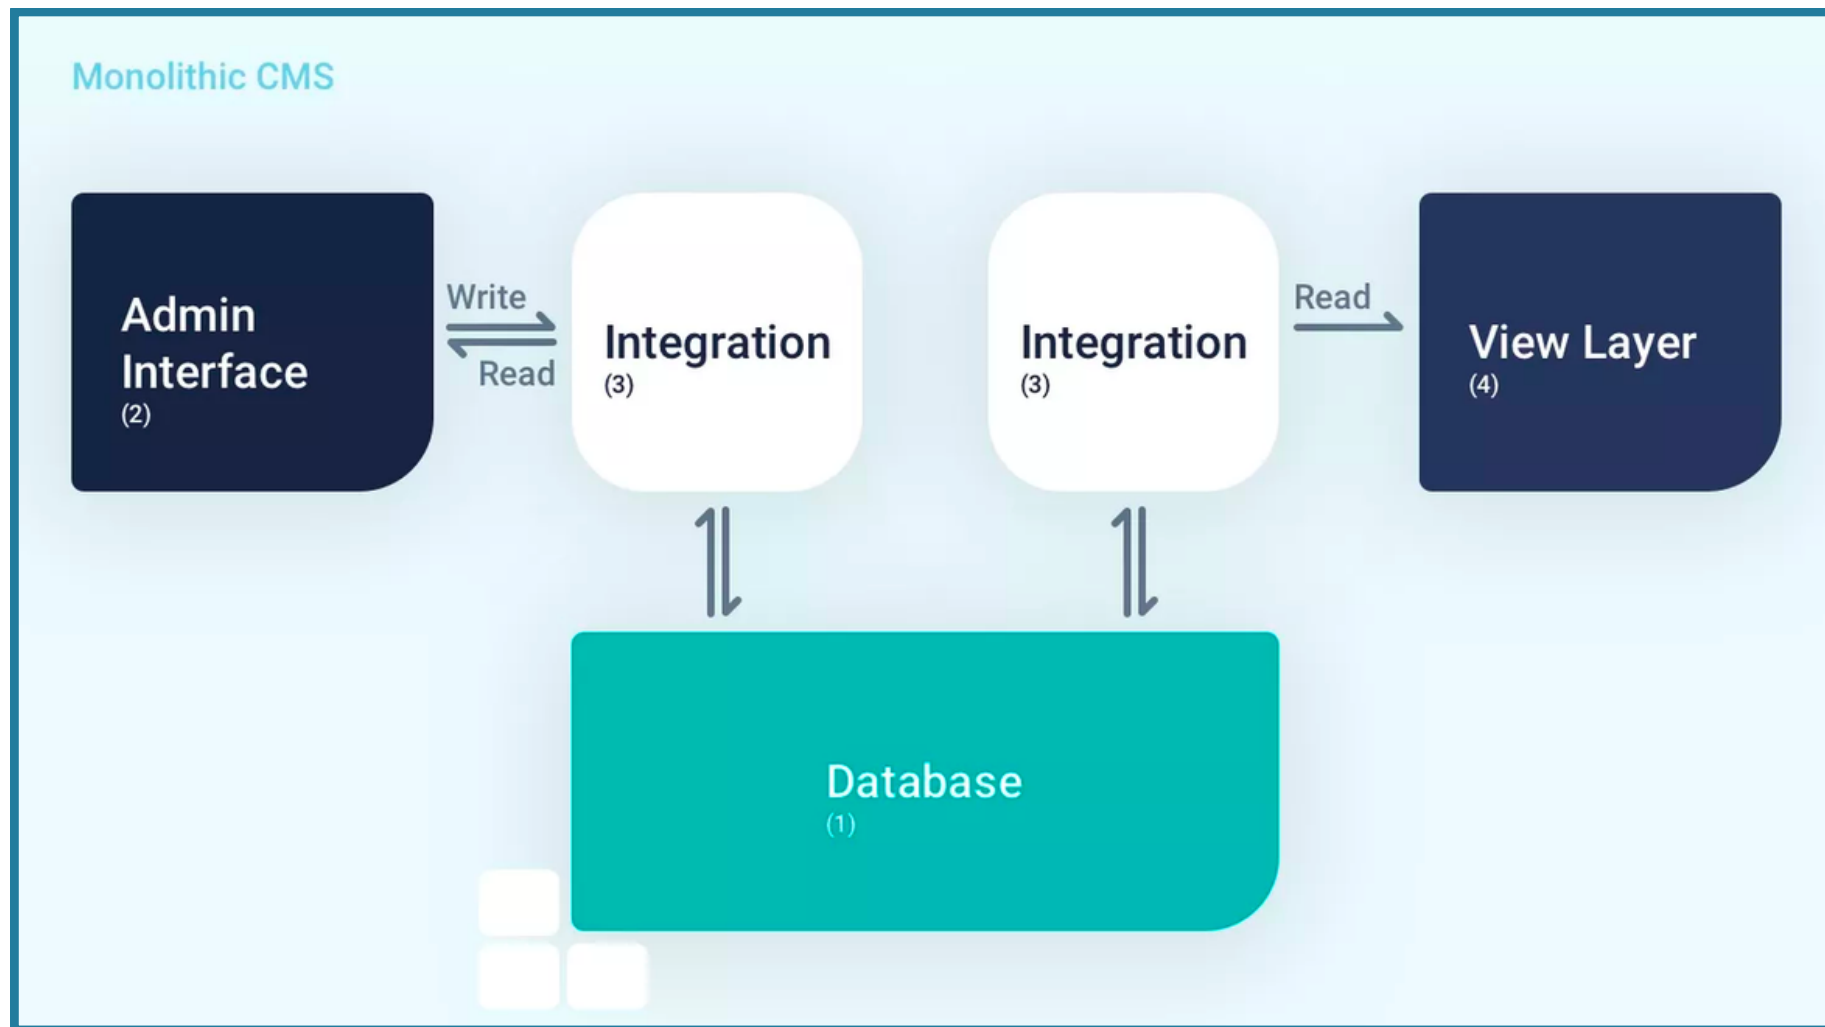 Monolithic CMS
Admin
Interface
(2)
Write
Read
Integration
(3)
Integration
(3)
Read
View Layer
(4)
Database
(1)